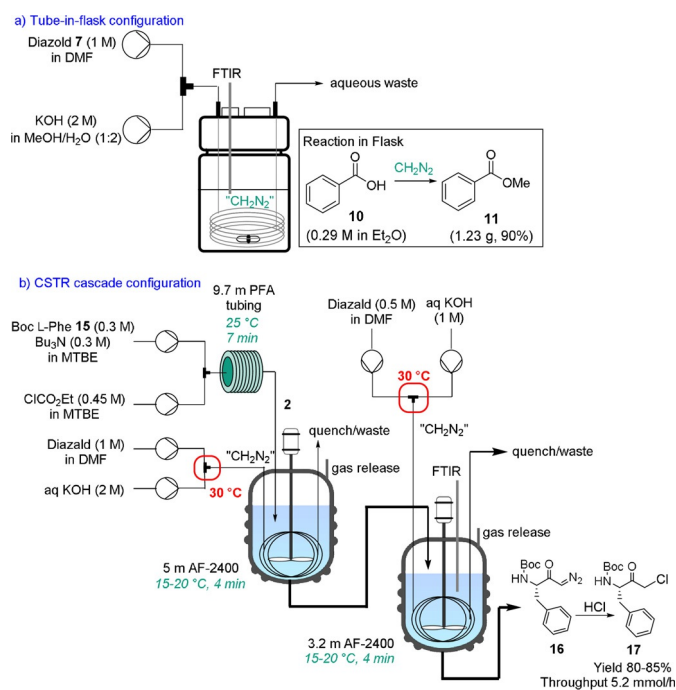 a) Tube-in-flask configuration
Diazold 7 (1 M)
in DMF
KOH (2 M)
in MeOH/H2O (1:2)
FTIR
aqueous waste
"CH2N2"
Reaction in Flask
O
OH
CH2N2
O
OMe
10
11
(0.29 M in Et2O)
(1.23 g, 90%)
b) CSTR cascade configuration
9.7 m PFA
tubing
25 °C
7 min
Boc L-Phe 15 (0.3 M)
Bu3N (0.3 M)
in MTBE
ClCO2Et (0.45 M)
in MTBE
2
Diazald (1 M)
in DMF
aq KOH (2 M)
"CH2N2"
30 °C
quench/waste
gas release
5 m AF-2400
15-20 °C, 4 min
Diazald (0.5 M)
in DMF
aq KOH
(1 M)
30 °C
"CH2N2"
FTIR
quench/waste
gas release
3.2 m AF-2400
15-20 °C, 4 min
Boc
HN
O
N2
16
HCl
Boc
HN
O
Cl
17
Yield 80-85%
Throughput 5.2 mmol/h